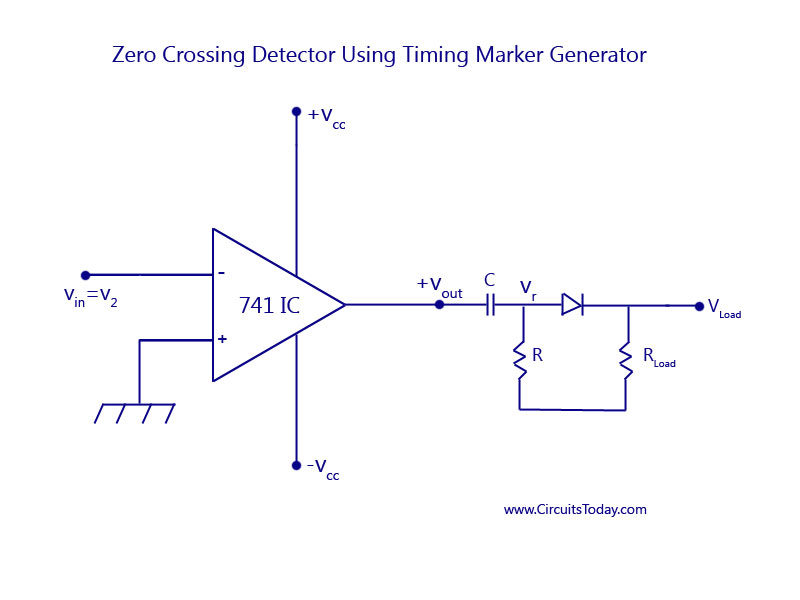 Zero Crossing Detector Using Timing Marker Generator
+Vcc
-
vin=v2
741 IC
+
+Vout
C
Vr
VLoad
R
RLoad
-Vcc
www.CircuitsToday.com